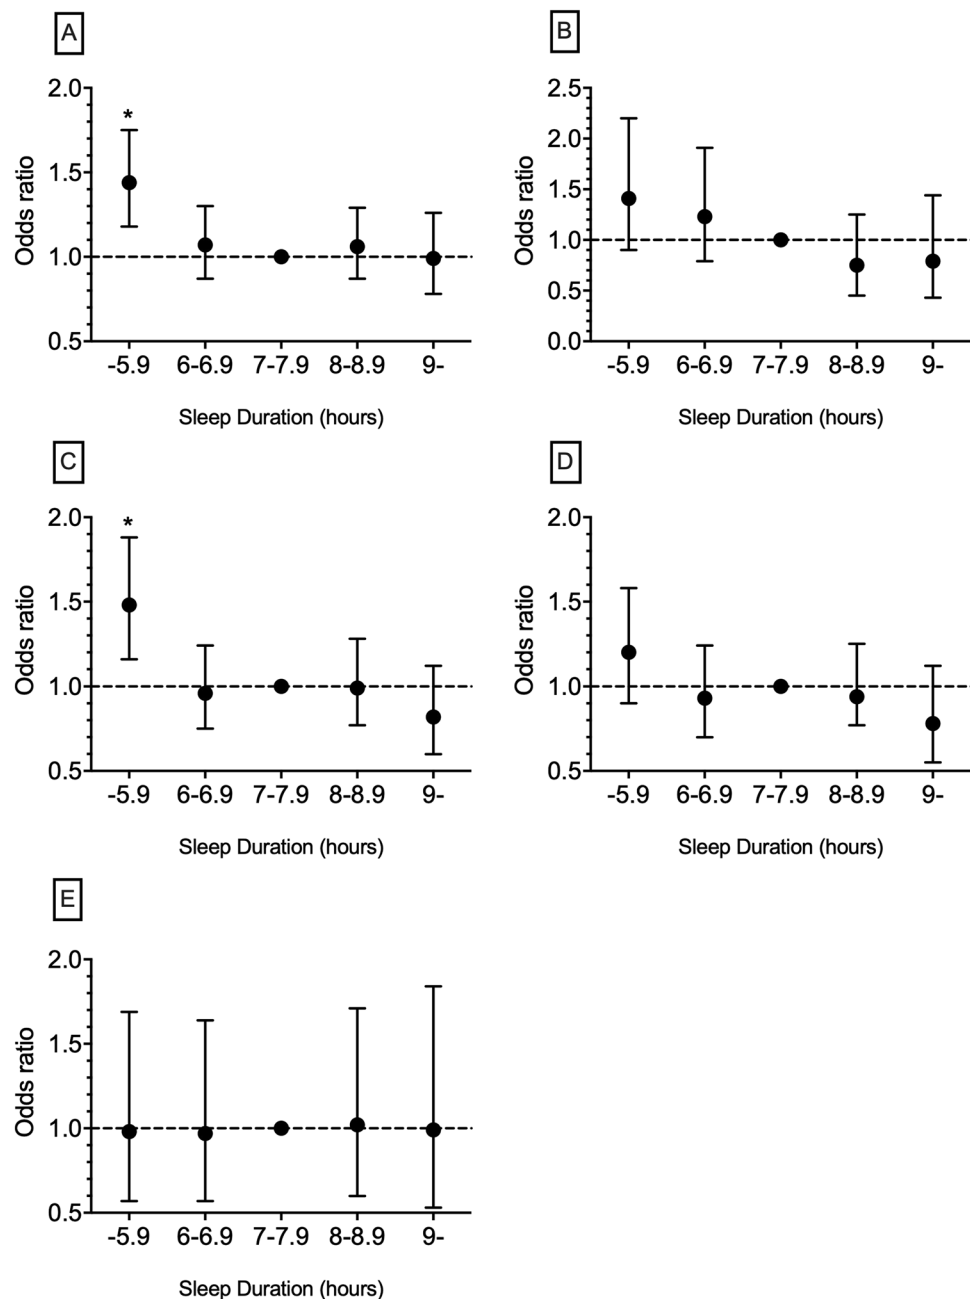 A
2.0
*
1.5
Odds ratio
1.0
0.5
-5.9 6-6.9 7-7.9 8-8.9 9-
Sleep Duration (hours)
B
2.5
2.0
1.5
Odds ratio
1.0
0.5
0.0
-5.9 6-6.9 7-7.9 8-8.9 9-
Sleep Duration (hours)
C
2.0
*
1.5
Odds ratio
1.0
0.5
-5.9 6-6.9 7-7.9 8-8.9 9-
Sleep Duration (hours)
D
2.0
1.5
Odds ratio
1.0
0.5
-5.9 6-6.9 7-7.9 8-8.9 9-
Sleep Duration (hours)
E
2.0
1.5
Odds ratio
1.0
0.5
-5.9 6-6.9 7-7.9 8-8.9 9-
Sleep Duration (hours)